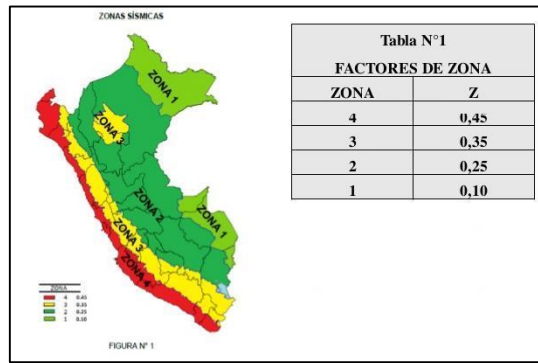 ZONAS SÍSMICAS
ZONA 1
ZONA 3
ZONA 2
ZONA 1
ZONA 3
ZONA 4
ZONA
4 0.45
3 0.35
2 0.25
1 0.10
FIGURA N° 1
Tabla N°1
FACTORES DE ZONA
ZONA Z
4 0,45
3 0,35
2 0,25
1 0,10